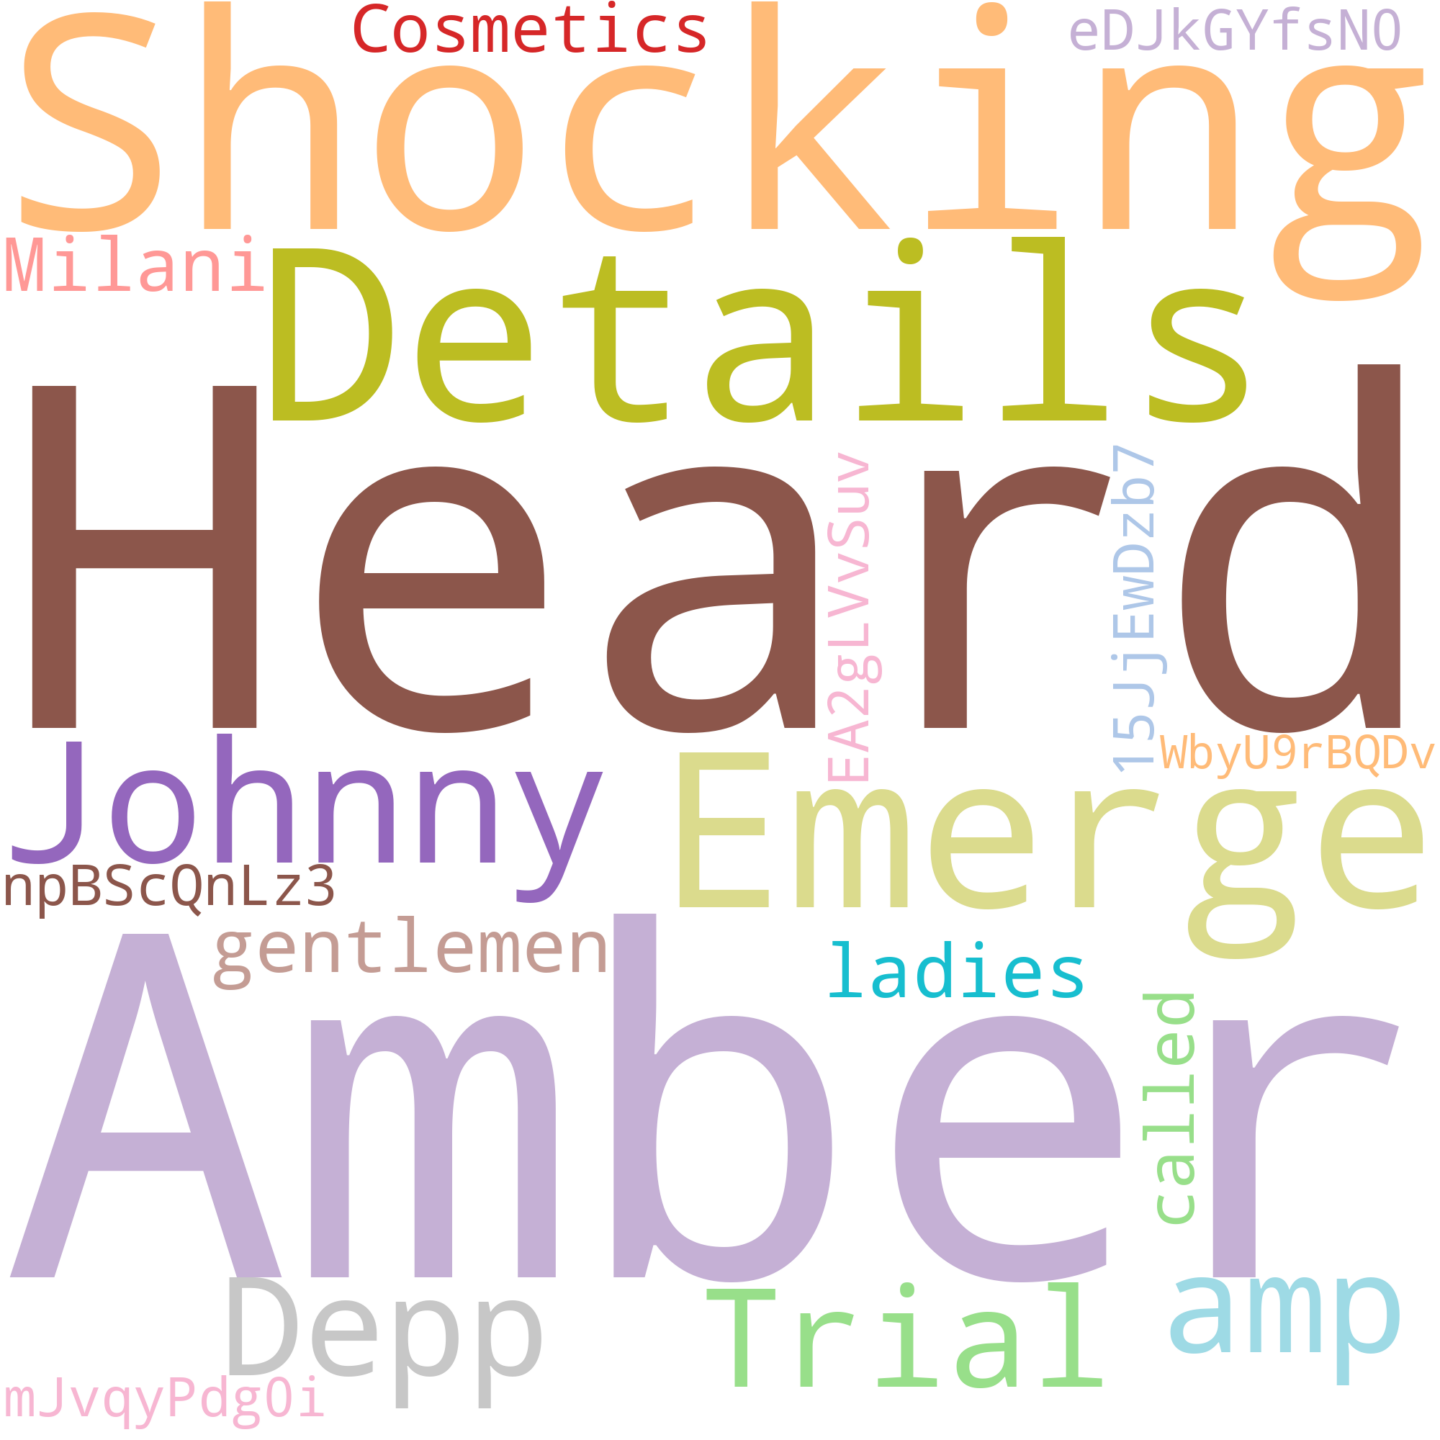 Cosmetics
eDJkGYfsNO
Shocking
Milani
Details
Heard
EA2gLVvSuv
15JjEwDzb7
WbyU9rBQDv
Johnny
Emerge
npBScQnLz3
gentlemen
ladies
Amber
called
Depp
Trial
amp
mJvqyPdgOi